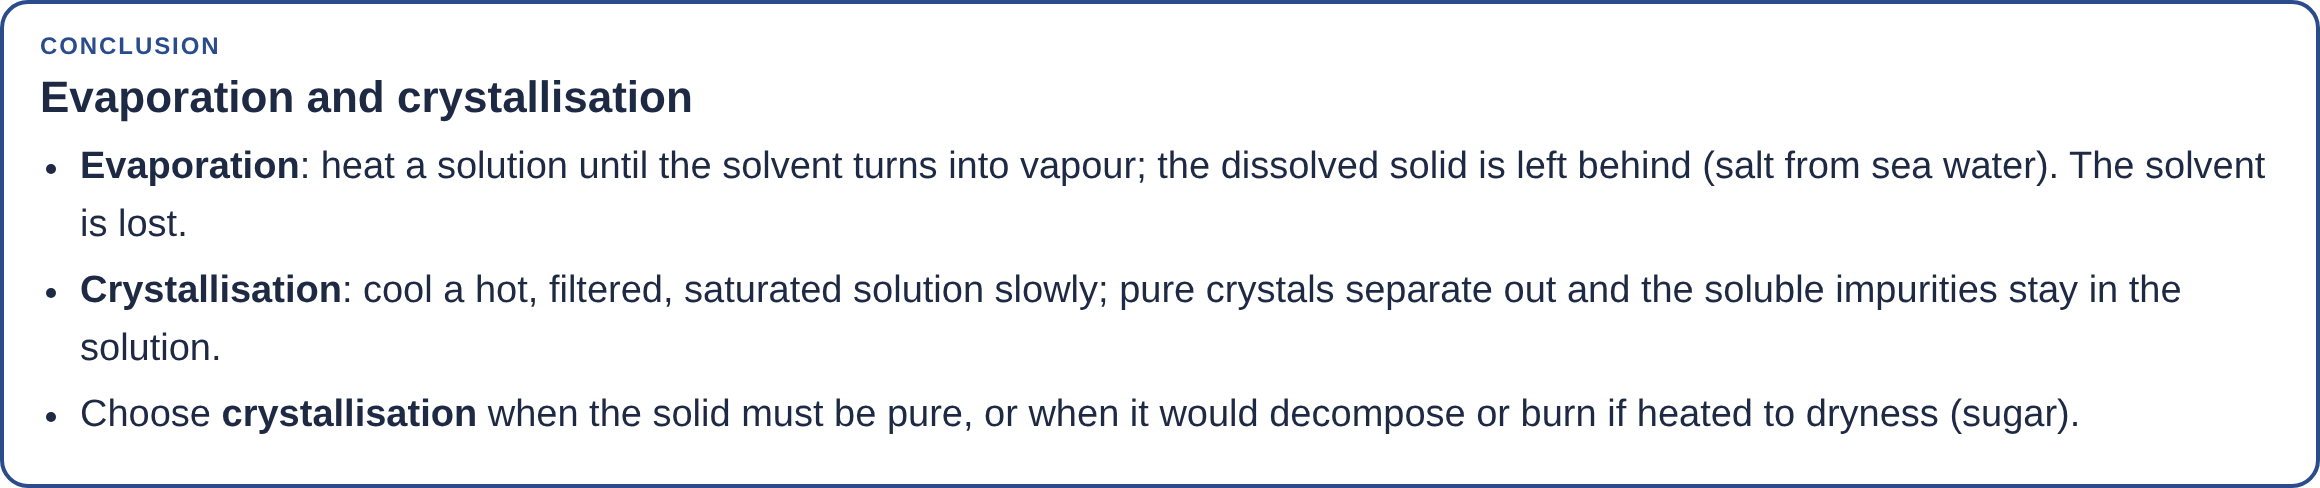 CONCLUSION
Evaporation and crystallisation
• Evaporation: heat a solution until the solvent turns into vapour; the dissolved solid is left behind (salt from sea water). The solvent
is lost.
• Crystallisation: cool a hot, filtered, saturated solution slowly; pure crystals separate out and the soluble impurities stay in the
solution.
• Choose crystallisation when the solid must be pure, or when it would decompose or burn if heated to dryness (sugar).